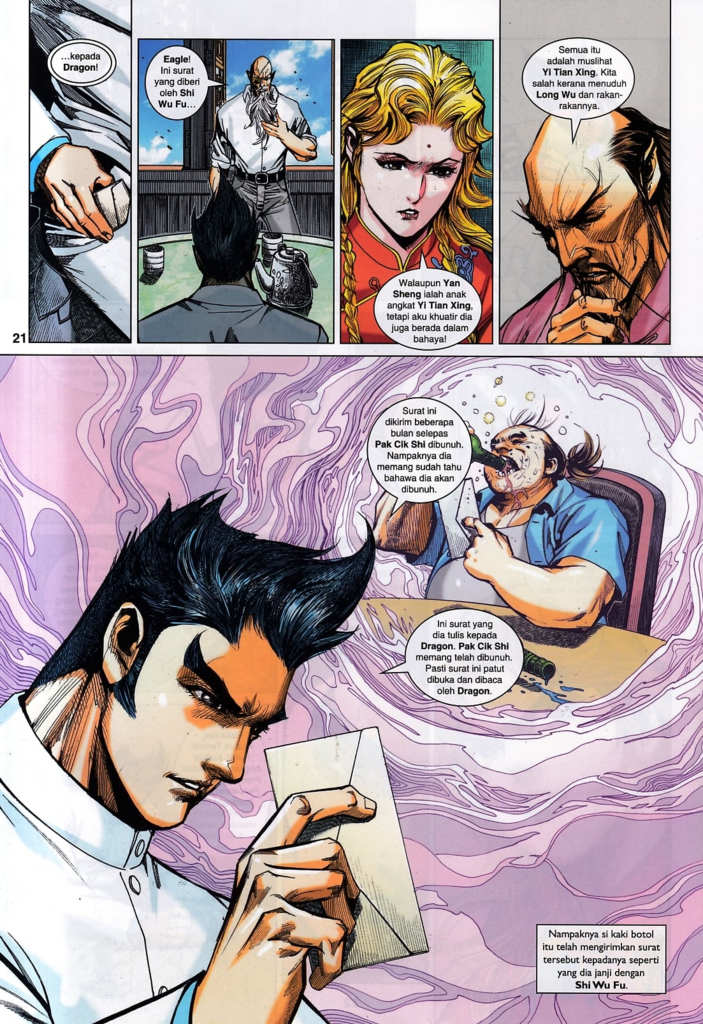 …kepada
Dragon!
Eagle!
Ini surat
yang diberi
oleh Shi
Wu Fu...
Walaupun Yan
Sheng ialah anak
angkat Yi Tian Xing,
tetapi aku khuatir dia
juga berada dalam
bahaya!
Semua itu
adalah muslihat
Yi Tian Xing. Kita
salah kerana menuduh
Long Wu dan rakan-
rakannya.
21
Surat ini
dikirim beberapa
bulan selepas
Pak Cik Shi dibunuh.
Nampaknya dia
memang sudah tahu
bahawa dia akan
dibunuh.
Ini surat yang
dia tulis kepada
Dragon. Pak Cik Shi
memang telah dibunuh.
Pasti surat ini patut
dibuka dan dibaca
oleh Dragon.
Nampaknya si kaki botol
itu telah mengirimkan surat
tersebut kepadanya seperti
yang dia janji dengan
Shi Wu Fu.